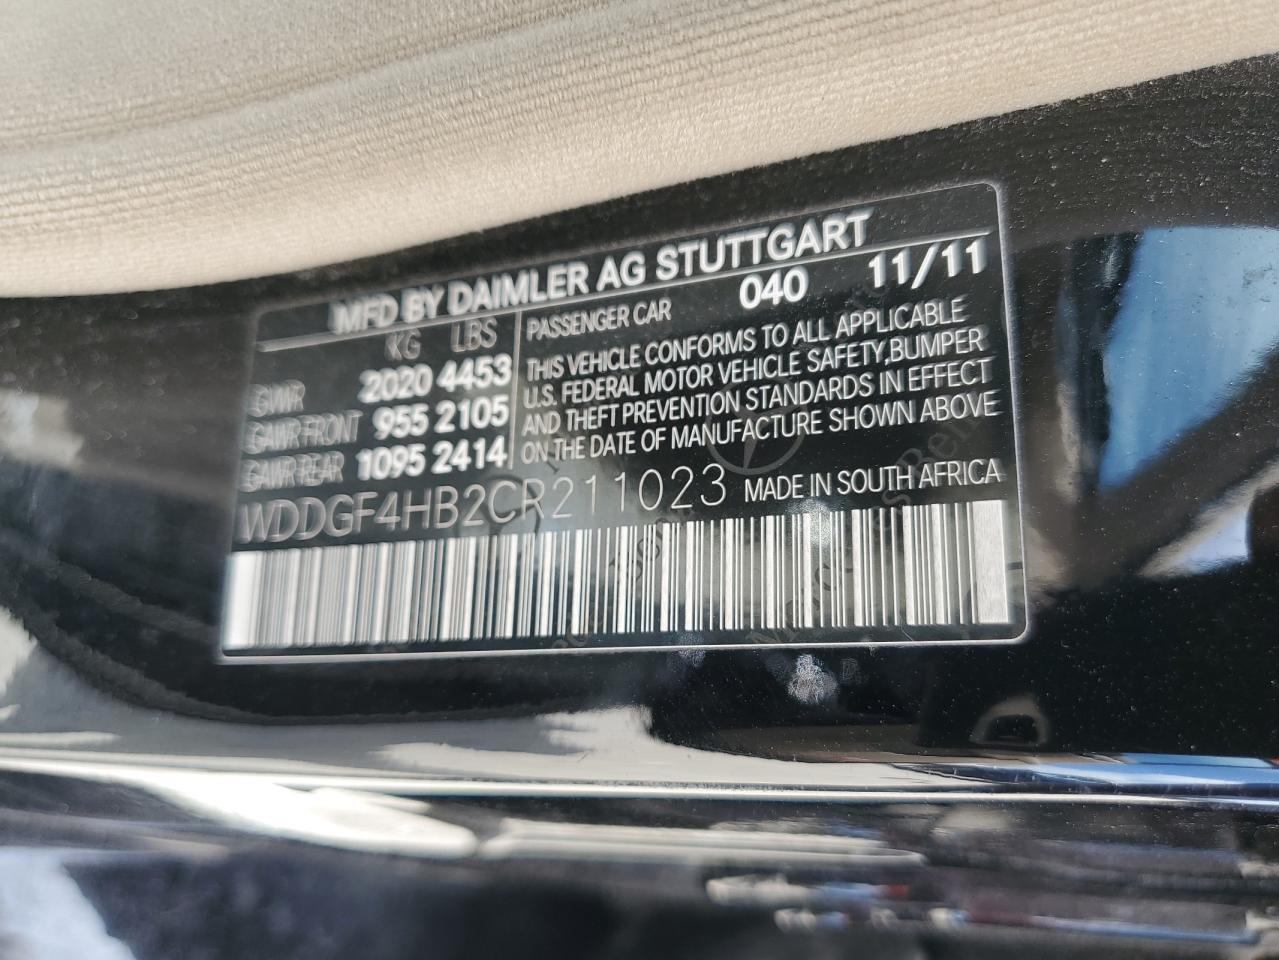 MFD BY DAIMLER AG STUTTGART
KG LBS
GVWR 2020 4453
GAWR FRONT 955 2105
GAWR REAR 1095 2414
PASSENGER CAR 040 11/11
THIS VEHICLE CONFORMS TO ALL APPLICABLE
U.S. FEDERAL MOTOR VEHICLE SAFETY,BUMPER
AND THEFT PREVENTION STANDARDS IN EFFECT
ON THE DATE OF MANUFACTURE SHOWN ABOVE
WDDGF4HB2CR211023 MADE IN SOUTH AFRICA